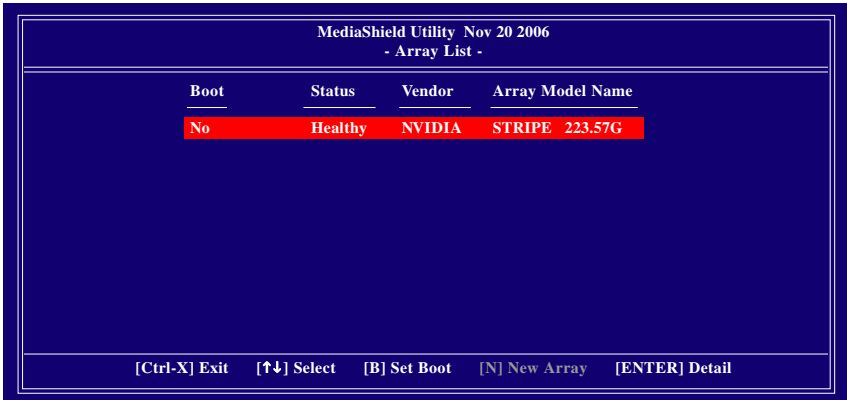 MediaShield Utility Nov 20 2006
- Array List -
Boot Status Vendor Array Model Name
No Healthy NVIDIA STRIPE 223.57G
[Ctrl-X] Exit [↑↓] Select [B] Set Boot [N] New Array [ENTER] Detail